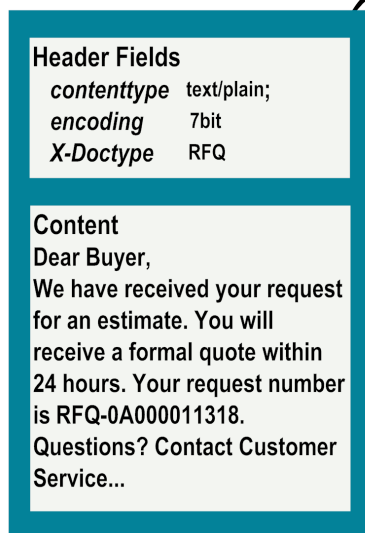 Header Fields
contenttype text/plain;
encoding 7bit
X-Doctype RFQ
Content
Dear Buyer,
We have received your request
for an estimate. You will
receive a formal quote within
24 hours. Your request number
is RFQ-0A000011318.
Questions? Contact Customer
Service...